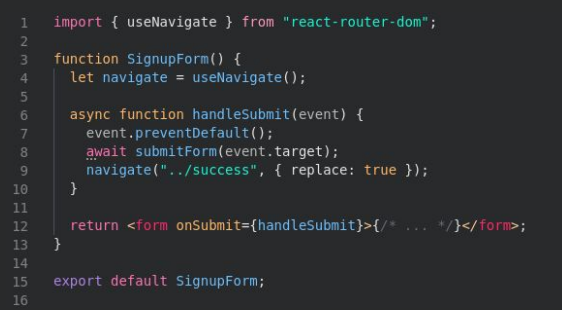 1 import { useNavigate } from "react-router-dom";
2
3 function SignupForm() {
4   let navigate = useNavigate();
5
6   async function handleSubmit(event) {
7     event.preventDefault();
8     await submitForm(event.target);
9     navigate("../success", { replace: true });
10   }
11
12   return <form onSubmit={handleSubmit}>{/* ... */}</form>;
13 }
14
15 export default SignupForm;
16